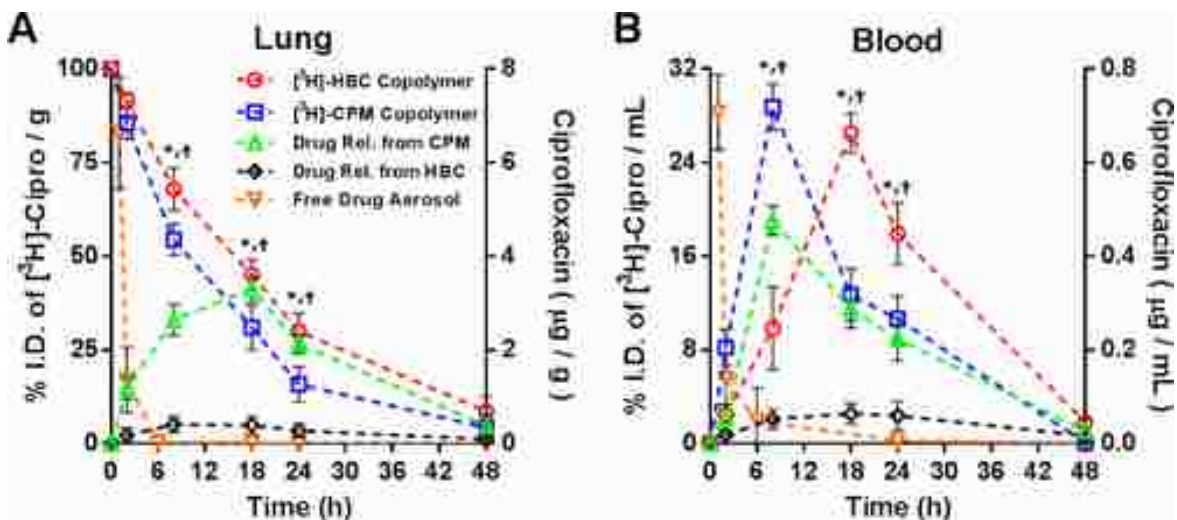 A
Lung
% I.D. of [³H]-Cipro / g
100
75
50
25
0
[³H]-HBC Copolymer
[³H]-CPM Copolymer
Drug Rel. from CPM
Drug Rel. from HBC
Free Drug Aerosol
*,†
*,†
*,†
8
6
4
2
0
Ciprofloxacin ( µg / g )
0 6 12 18 24 30 36 42 48
Time (h)
B
Blood
% I.D. of [³H]-Cipro / mL
32
24
16
8
0
*,†
*,†
*,†
0.8
0.6
0.4
0.2
0.0
Ciprofloxacin ( µg / mL )
0 6 12 18 24 30 36 42 48
Time (h)